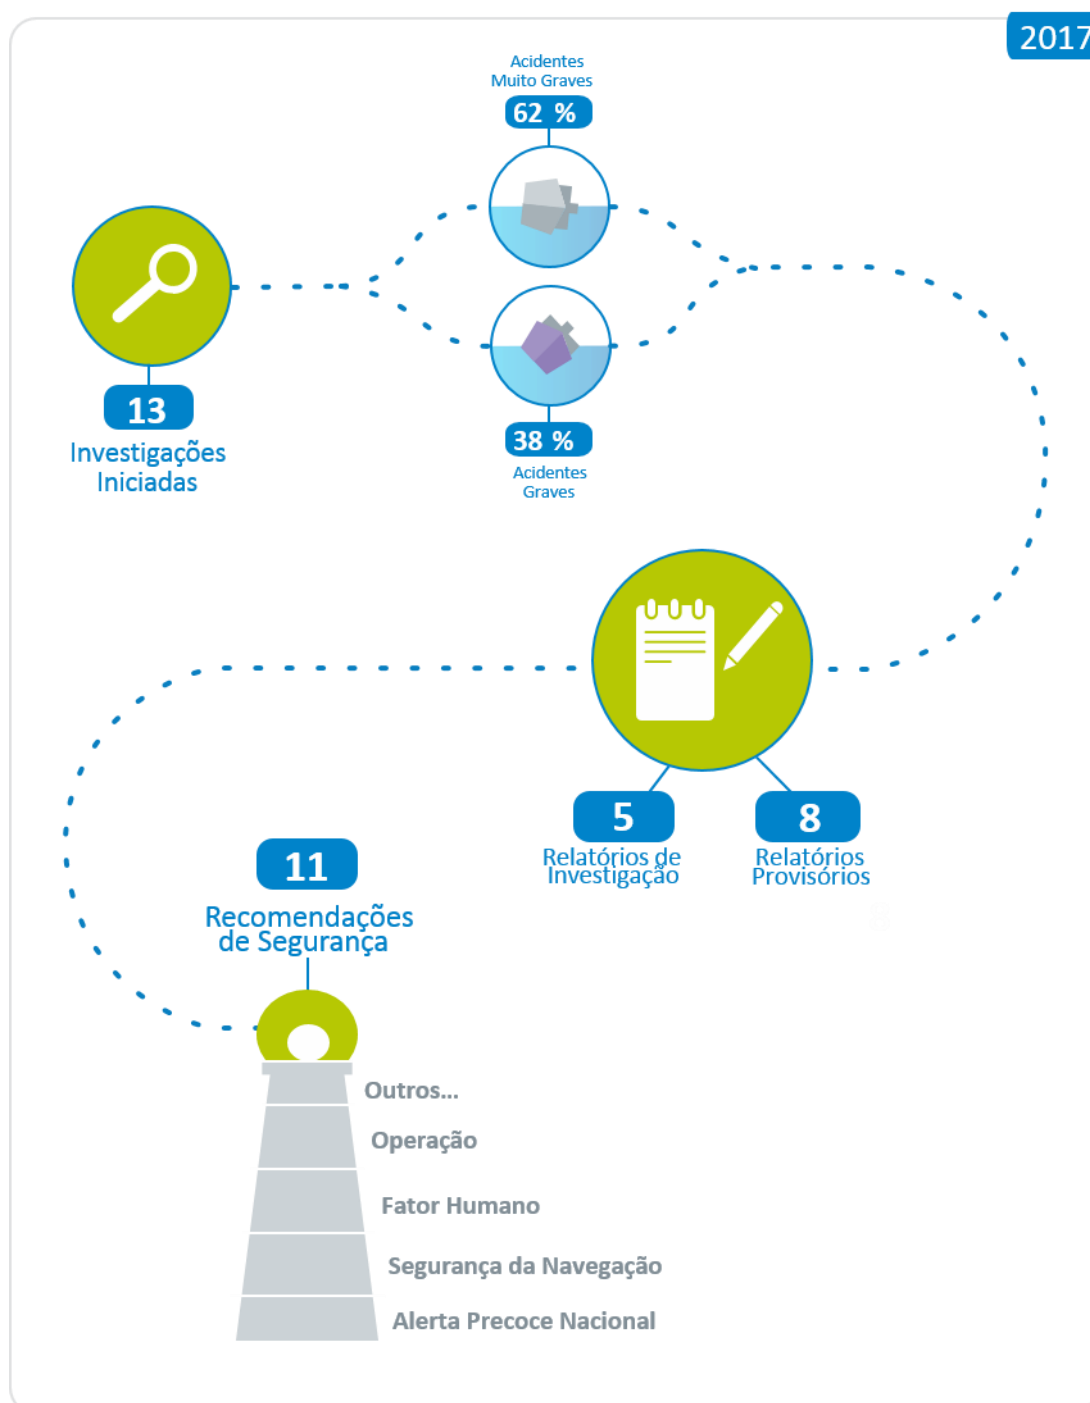 2017
Acidentes
Muito Graves
62 %
13
Investigações
Iniciadas
38 %
Acidentes
Graves
5
Relatórios de
Investigação
8
Relatórios
Provisórios
11
Recomendações
de Segurança
Outros...
Operação
Fator Humano
Segurança da Navegação
Alerta Precoce Nacional